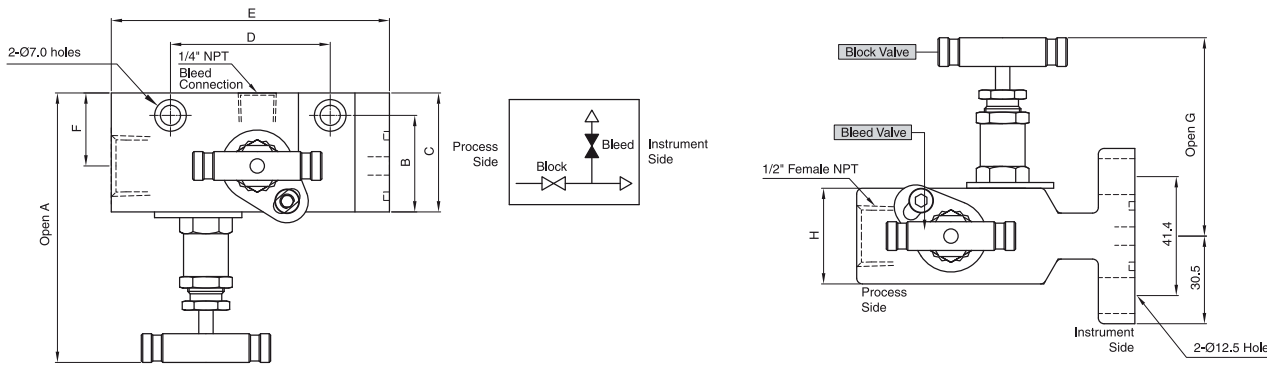 E
D
2-Ø7.0 holes
1/4" NPT
Bleed
Connection
F
B
C
Open A
Process
Side
Block
Bleed
Instrument
Side
Block Valve
Bleed Valve
1/2" Female NPT
H
Process
Side
Open G
41.4
30.5
Instrument
Side
2-Ø12.5 Hole